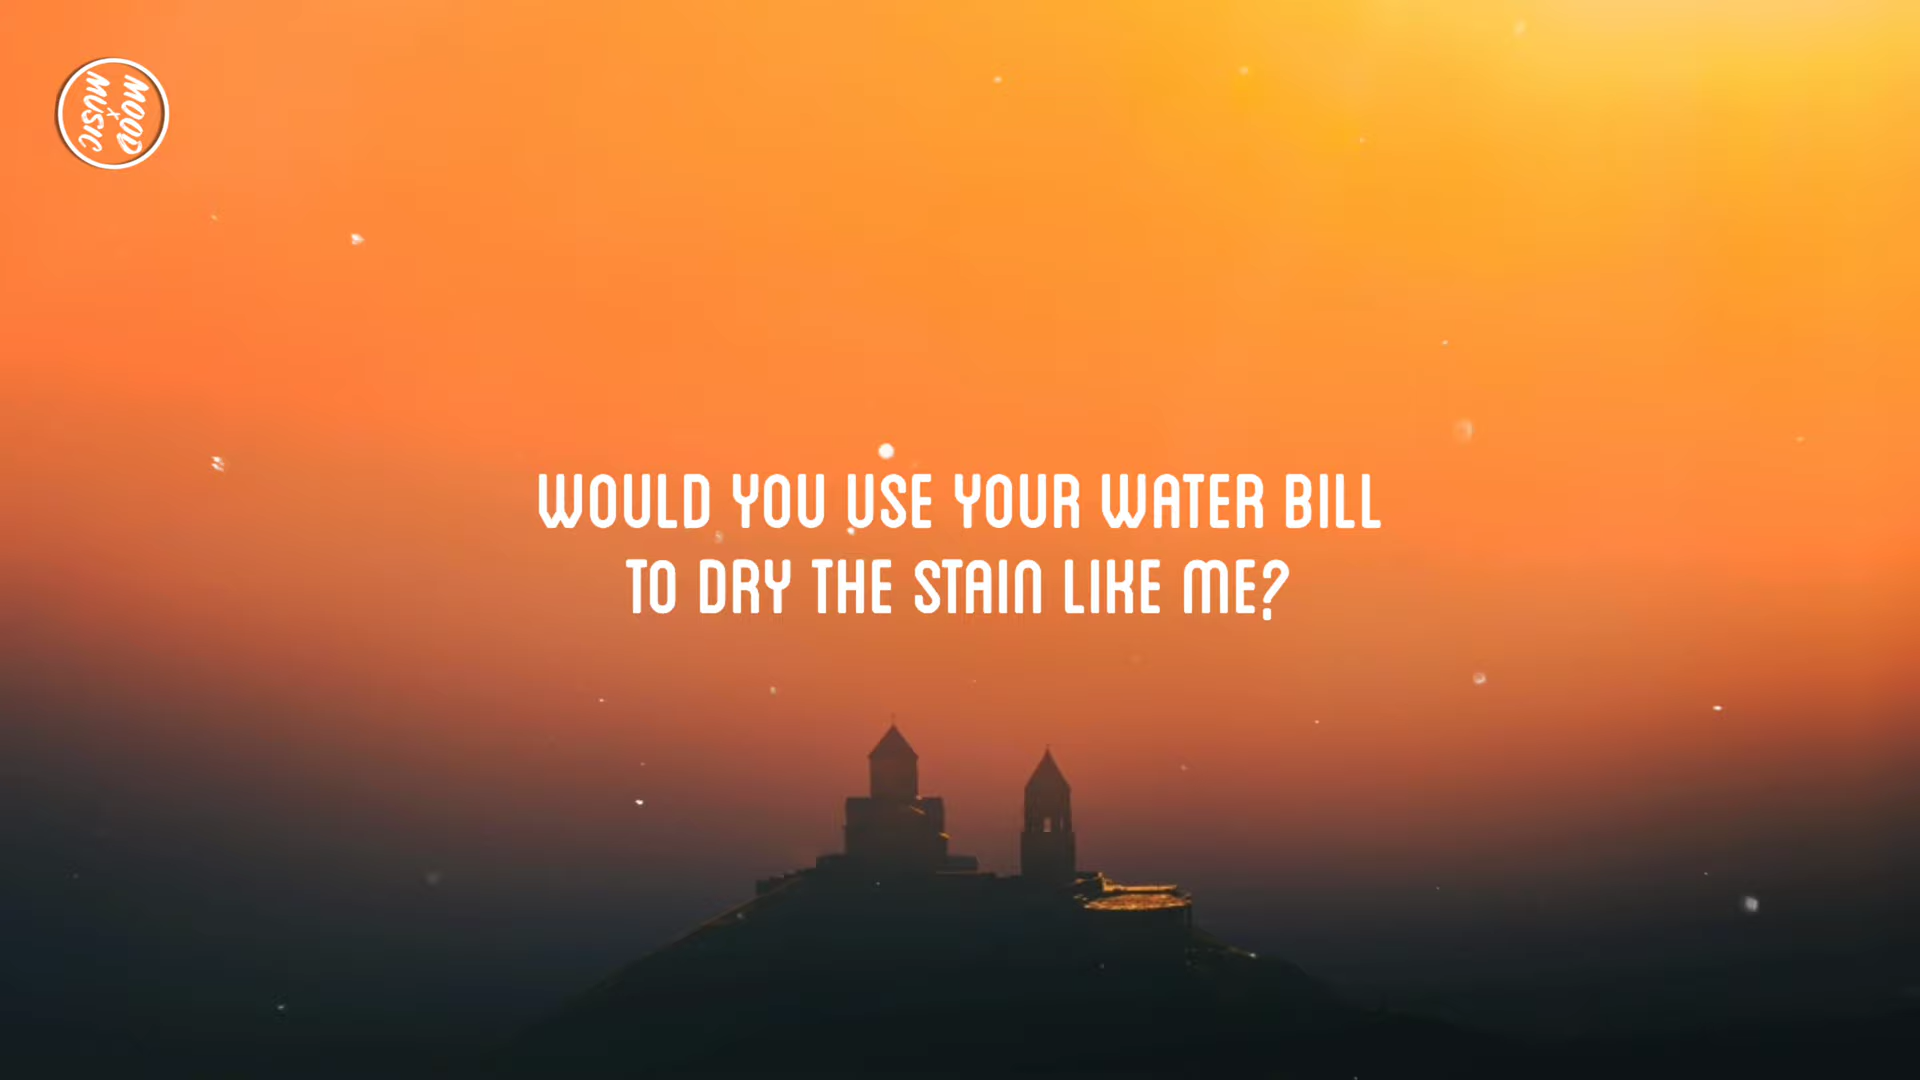 MOOD
x
MUSIC
WOULD YOU USE YOUR WATER BILL
TO DRY THE STAIN LIKE ME?